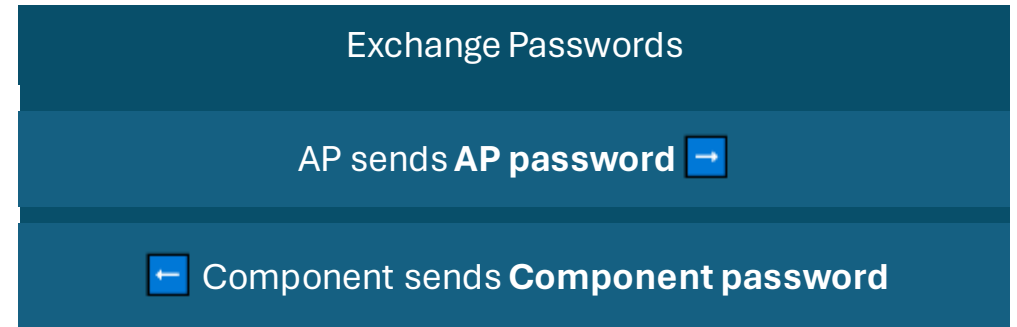 Exchange Passwords
AP sends AP password →
← Component sends Component password